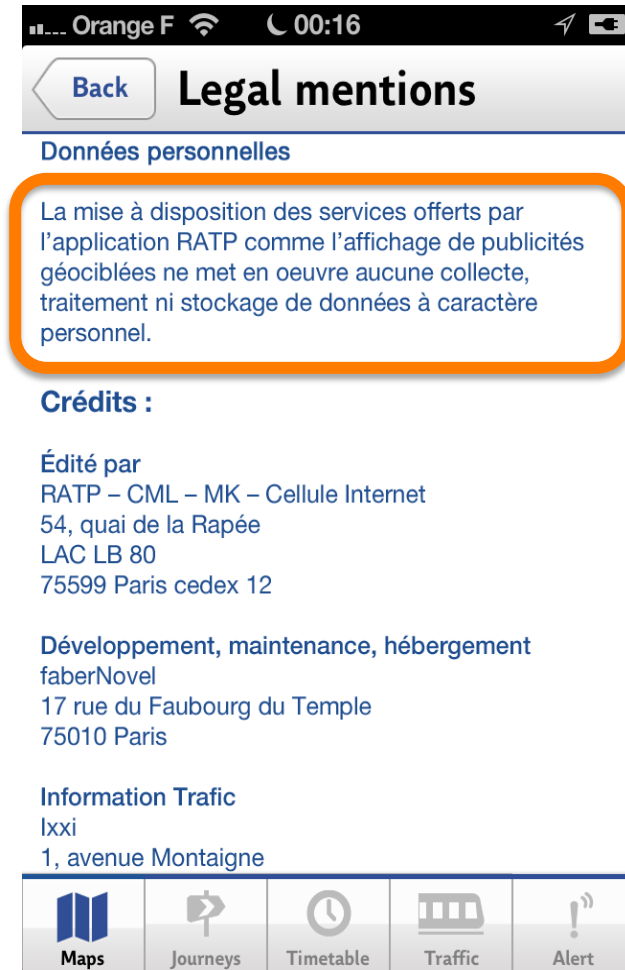 Orange F 00:16
Back
Legal mentions
Données personnelles
La mise à disposition des services offerts par
l'application RATP comme l'affichage de publicités
géociblées ne met en oeuvre aucune collecte,
traitement ni stockage de données à caractère
personnel.
Crédits :
Édité par
RATP – CML – MK – Cellule Internet
54, quai de la Rapée
LAC LB 80
75599 Paris cedex 12
Développement, maintenance, hébergement
faberNovel
17 rue du Faubourg du Temple
75010 Paris
Information Trafic
Ixxi
1, avenue Montaigne
Maps Journeys Timetable Traffic Alert